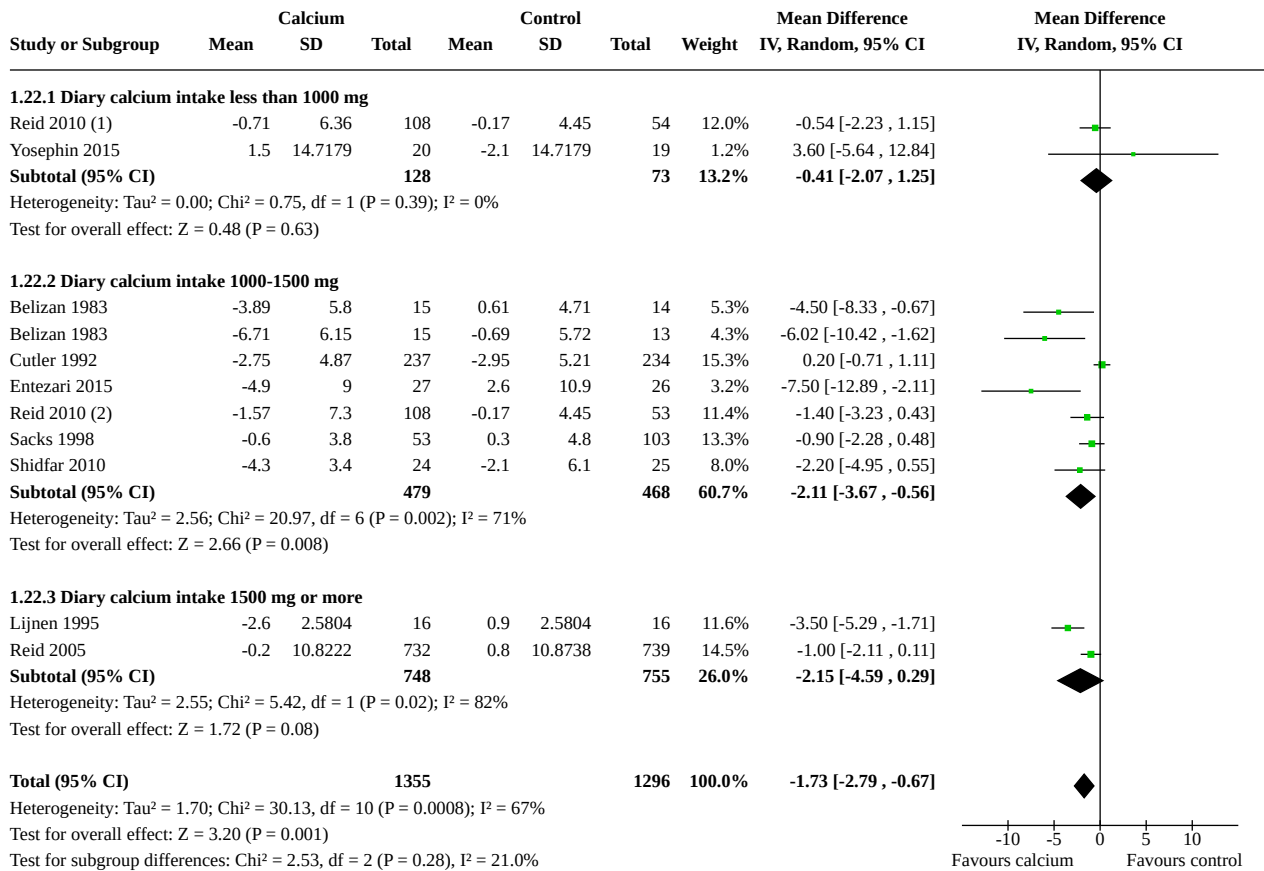 Calcium Control Mean Difference Mean Difference
Study or Subgroup Mean SD Total Mean SD Total Weight IV, Random, 95% CI IV, Random, 95% CI
1.22.1 Diary calcium intake less than 1000 mg
Reid 2010 (1) -0.71 6.36 108 -0.17 4.45 54 12.0% -0.54 [-2.23 , 1.15]
Yosephin 2015 1.5 14.7179 20 -2.1 14.7179 19 1.2% 3.60 [-5.64 , 12.84]
Subtotal (95% CI) 128 73 13.2% -0.41 [-2.07 , 1.25]
Heterogeneity: Tau² = 0.00; Chi² = 0.75, df = 1 (P = 0.39); I² = 0%
Test for overall effect: Z = 0.48 (P = 0.63)
1.22.2 Diary calcium intake 1000-1500 mg
Belizan 1983 -3.89 5.8 15 0.61 4.71 14 5.3% -4.50 [-8.33 , -0.67]
Belizan 1983 -6.71 6.15 15 -0.69 5.72 13 4.3% -6.02 [-10.42 , -1.62]
Cutler 1992 -2.75 4.87 237 -2.95 5.21 234 15.3% 0.20 [-0.71 , 1.11]
Entezari 2015 -4.9 9 27 2.6 10.9 26 3.2% -7.50 [-12.89 , -2.11]
Reid 2010 (2) -1.57 7.3 108 -0.17 4.45 53 11.4% -1.40 [-3.23 , 0.43]
Sacks 1998 -0.6 3.8 53 0.3 4.8 103 13.3% -0.90 [-2.28 , 0.48]
Shidfar 2010 -4.3 3.4 24 -2.1 6.1 25 8.0% -2.20 [-4.95 , 0.55]
Subtotal (95% CI) 479 468 60.7% -2.11 [-3.67 , -0.56]
Heterogeneity: Tau² = 2.56; Chi² = 20.97, df = 6 (P = 0.002); I² = 71%
Test for overall effect: Z = 2.66 (P = 0.008)
1.22.3 Diary calcium intake 1500 mg or more
Lijnen 1995 -2.6 2.5804 16 0.9 2.5804 16 11.6% -3.50 [-5.29 , -1.71]
Reid 2005 -0.2 10.8222 732 0.8 10.8738 739 14.5% -1.00 [-2.11 , 0.11]
Subtotal (95% CI) 748 755 26.0% -2.15 [-4.59 , 0.29]
Heterogeneity: Tau² = 2.55; Chi² = 5.42, df = 1 (P = 0.02); I² = 82%
Test for overall effect: Z = 1.72 (P = 0.08)
Total (95% CI) 1355 1296 100.0% -1.73 [-2.79 , -0.67]
Heterogeneity: Tau² = 1.70; Chi² = 30.13, df = 10 (P = 0.0008); I² = 67%
Test for overall effect: Z = 3.20 (P = 0.001) -10 -5 0 5 10
Test for subgroup differences: Chi² = 2.53, df = 2 (P = 0.28), I² = 21.0% Favours calcium Favours control